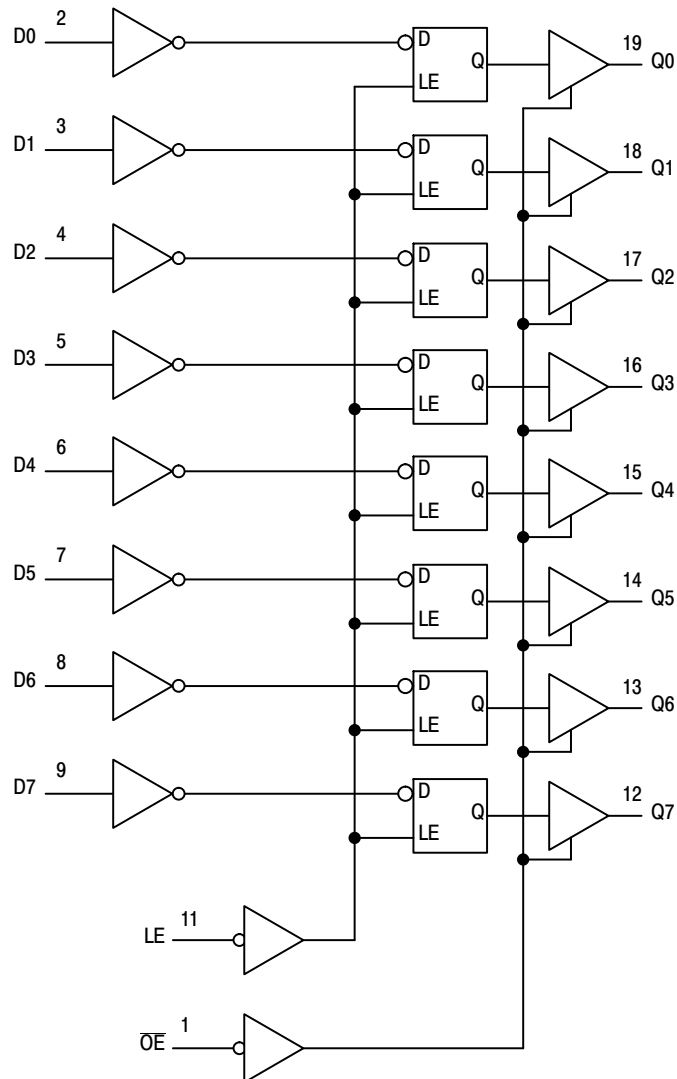 D0 2 D Q LE 19 Q0
D1 3 D Q LE 18 Q1
D2 4 D Q LE 17 Q2
D3 5 D Q LE 16 Q3
D4 6 D Q LE 15 Q4
D5 7 D Q LE 14 Q5
D6 8 D Q LE 13 Q6
D7 9 D Q LE 12 Q7
LE 11
O̅E̅ 1